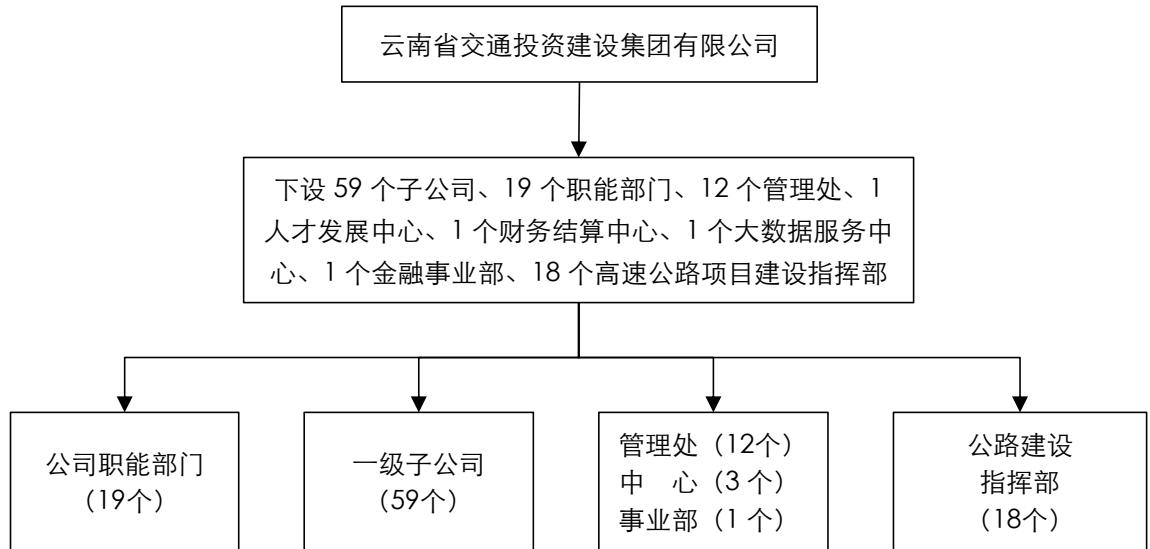 云南省交通投资建设集团有限公司
下设 59 个子公司、19 个职能部门、12 个管理处、1
人才发展中心、1 个财务结算中心、1 个大数据服务中
心、1 个金融事业部、18 个高速公路项目建设指挥部
公司职能部门
（19个）
一级子公司
（59个）
管理处（12个）
中　心（3 个）
事业部（1 个）
公路建设
指挥部
（18个）